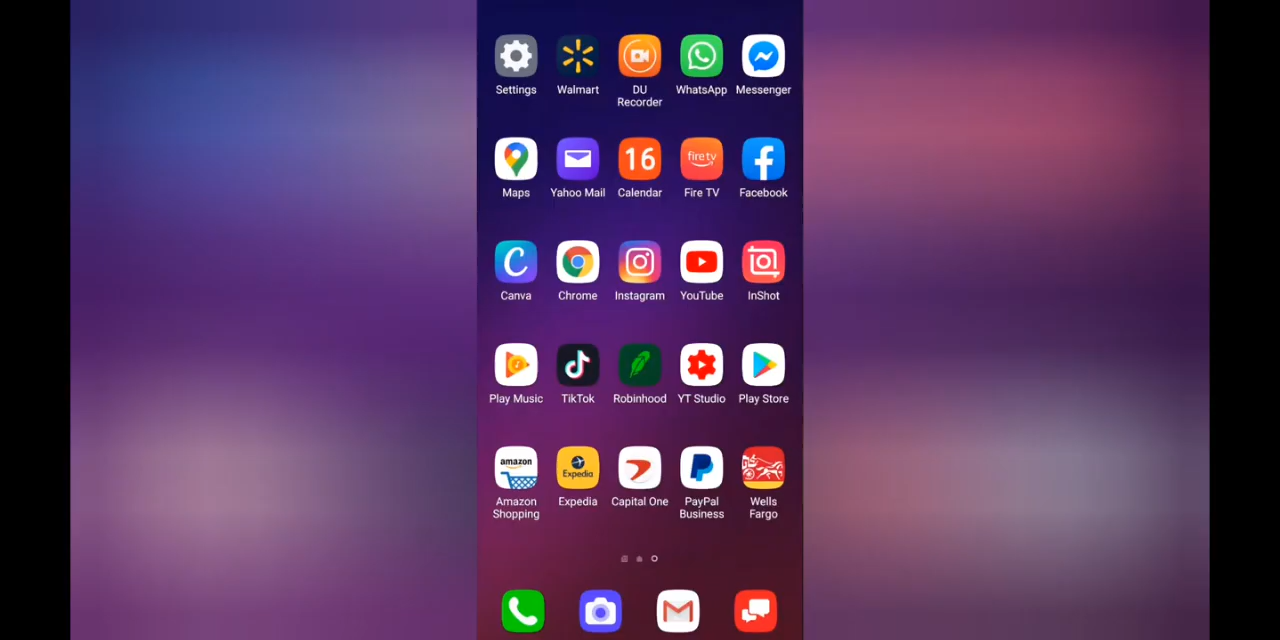 Settings
Walmart
DU
Recorder
WhatsApp
Messenger
16
fire tv
Maps
Yahoo Mail
Calendar
Fire TV
Facebook
C
Canva
Chrome
Instagram
YouTube
InShot
Play Music
TikTok
Robinhood
YT Studio
Play Store
amazon
Expedia
Amazon
Shopping
Expedia
Capital One
PayPal
Business
Wells
Fargo